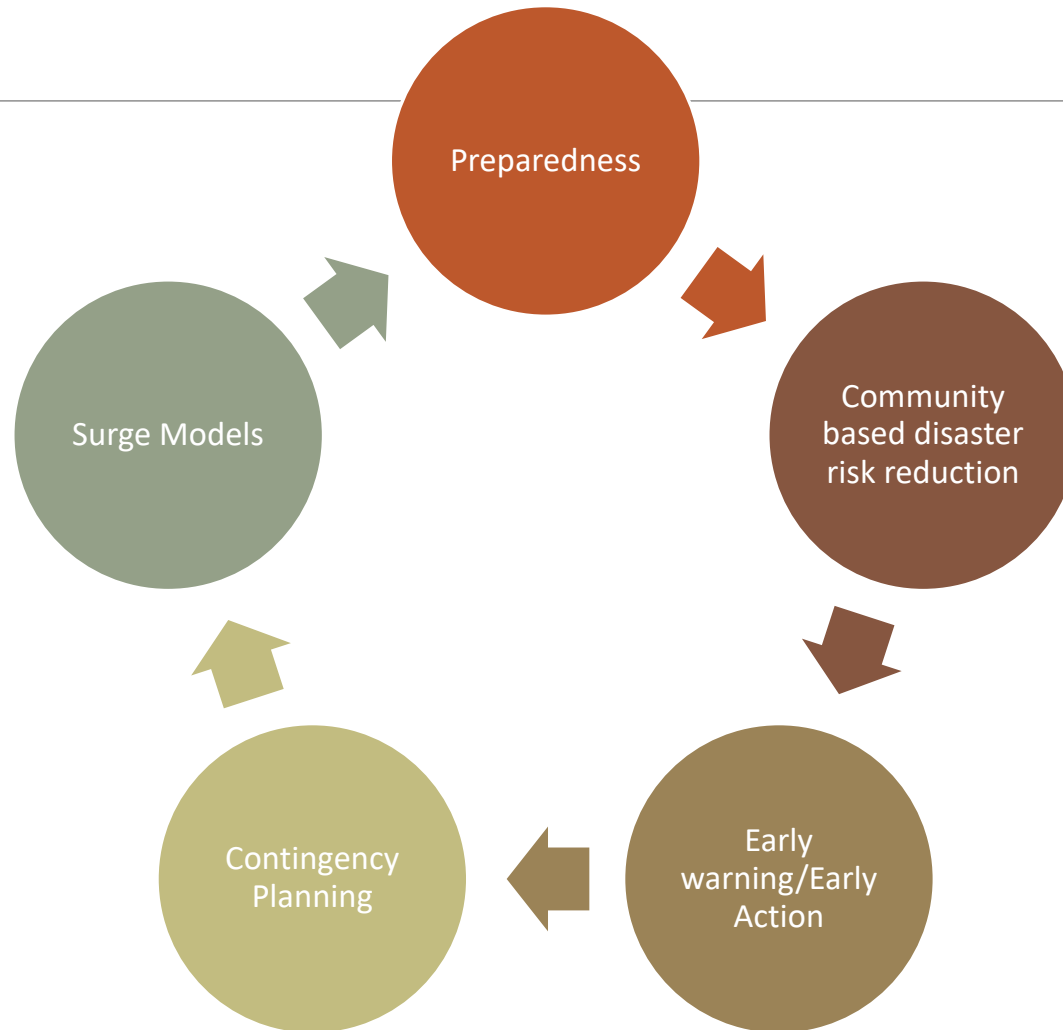 Preparedness
Community
based disaster
risk reduction
Early
warning/Early
Action
Contingency
Planning
Surge Models